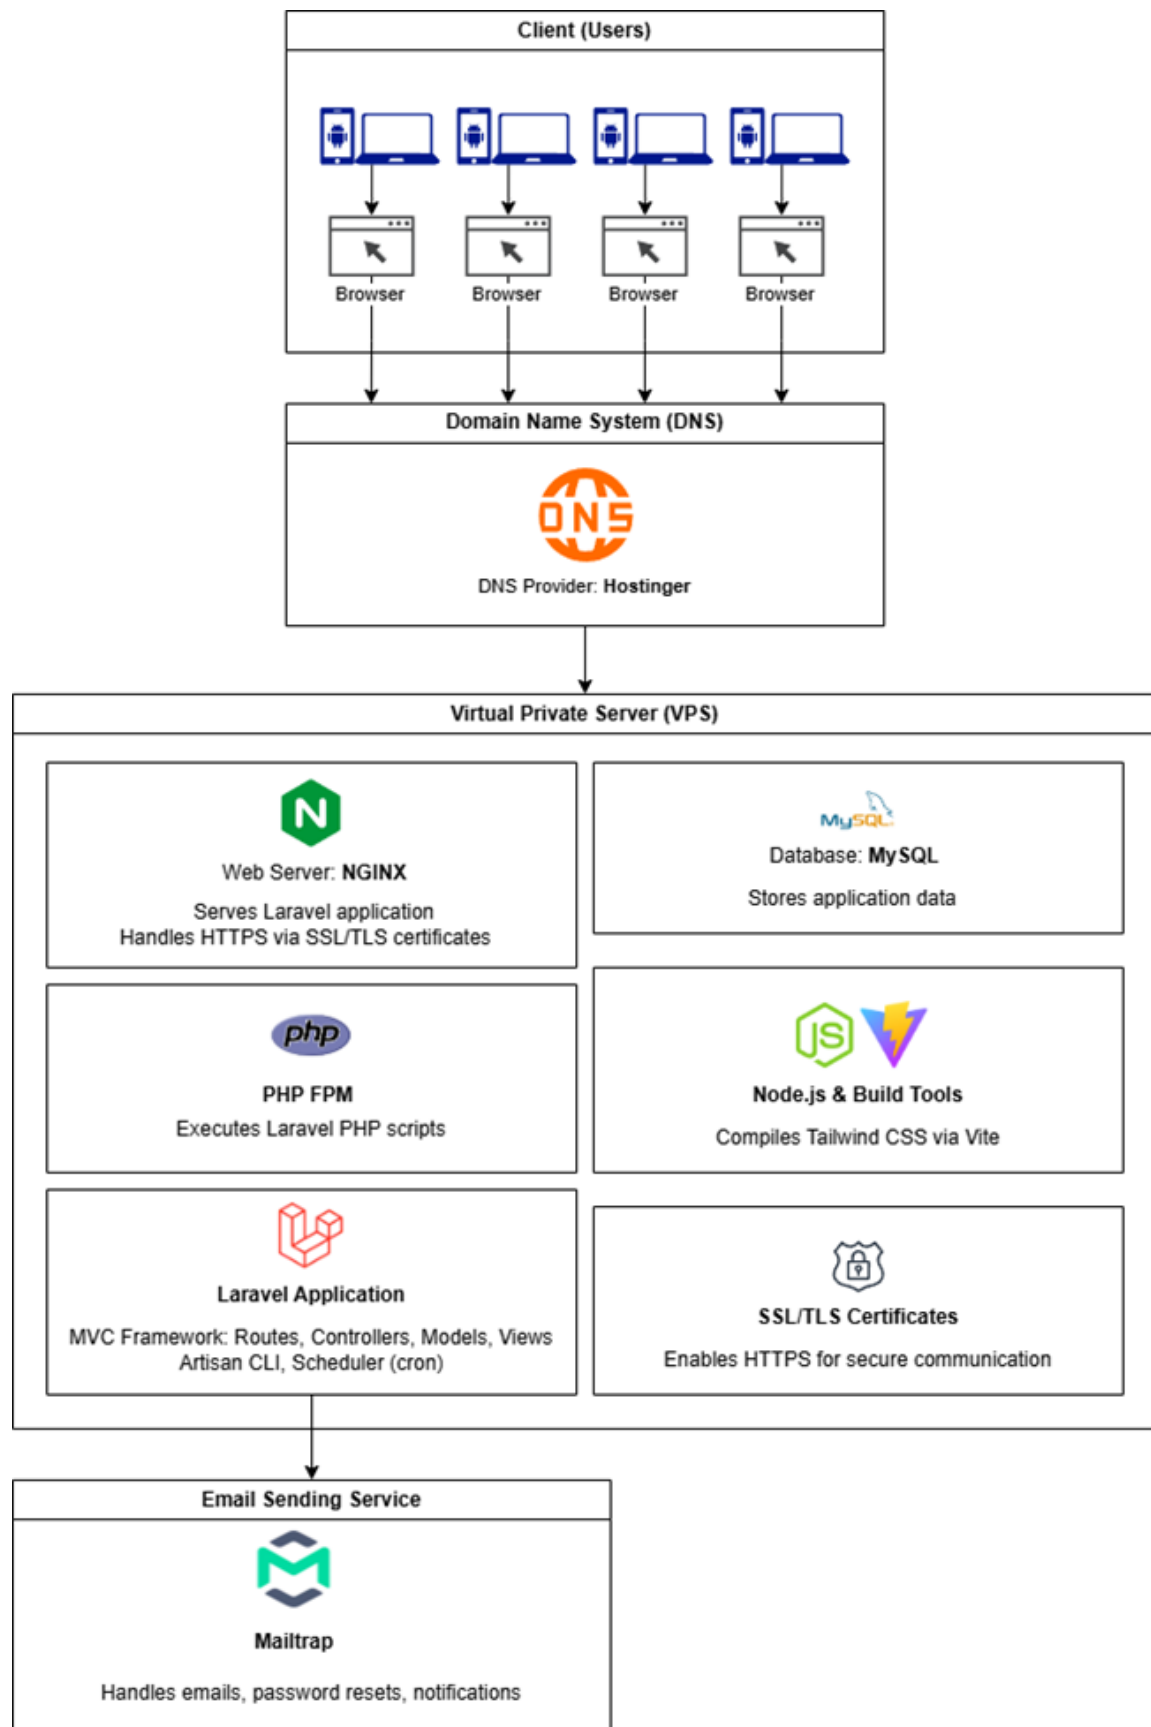 Client (Users)
Browser
Browser
Browser
Browser
Domain Name System (DNS)
DNS
DNS Provider: Hostinger
Virtual Private Server (VPS)
N
Web Server: NGINX
Serves Laravel application
Handles HTTPS via SSL/TLS certificates
MySQL
Database: MySQL
Stores application data
php
PHP FPM
Executes Laravel PHP scripts
JS
Node.js & Build Tools
Compiles Tailwind CSS via Vite
Laravel Application
MVC Framework: Routes, Controllers, Models, Views
Artisan CLI, Scheduler (cron)
SSL/TLS Certificates
Enables HTTPS for secure communication
Email Sending Service
Mailtrap
Handles emails, password resets, notifications